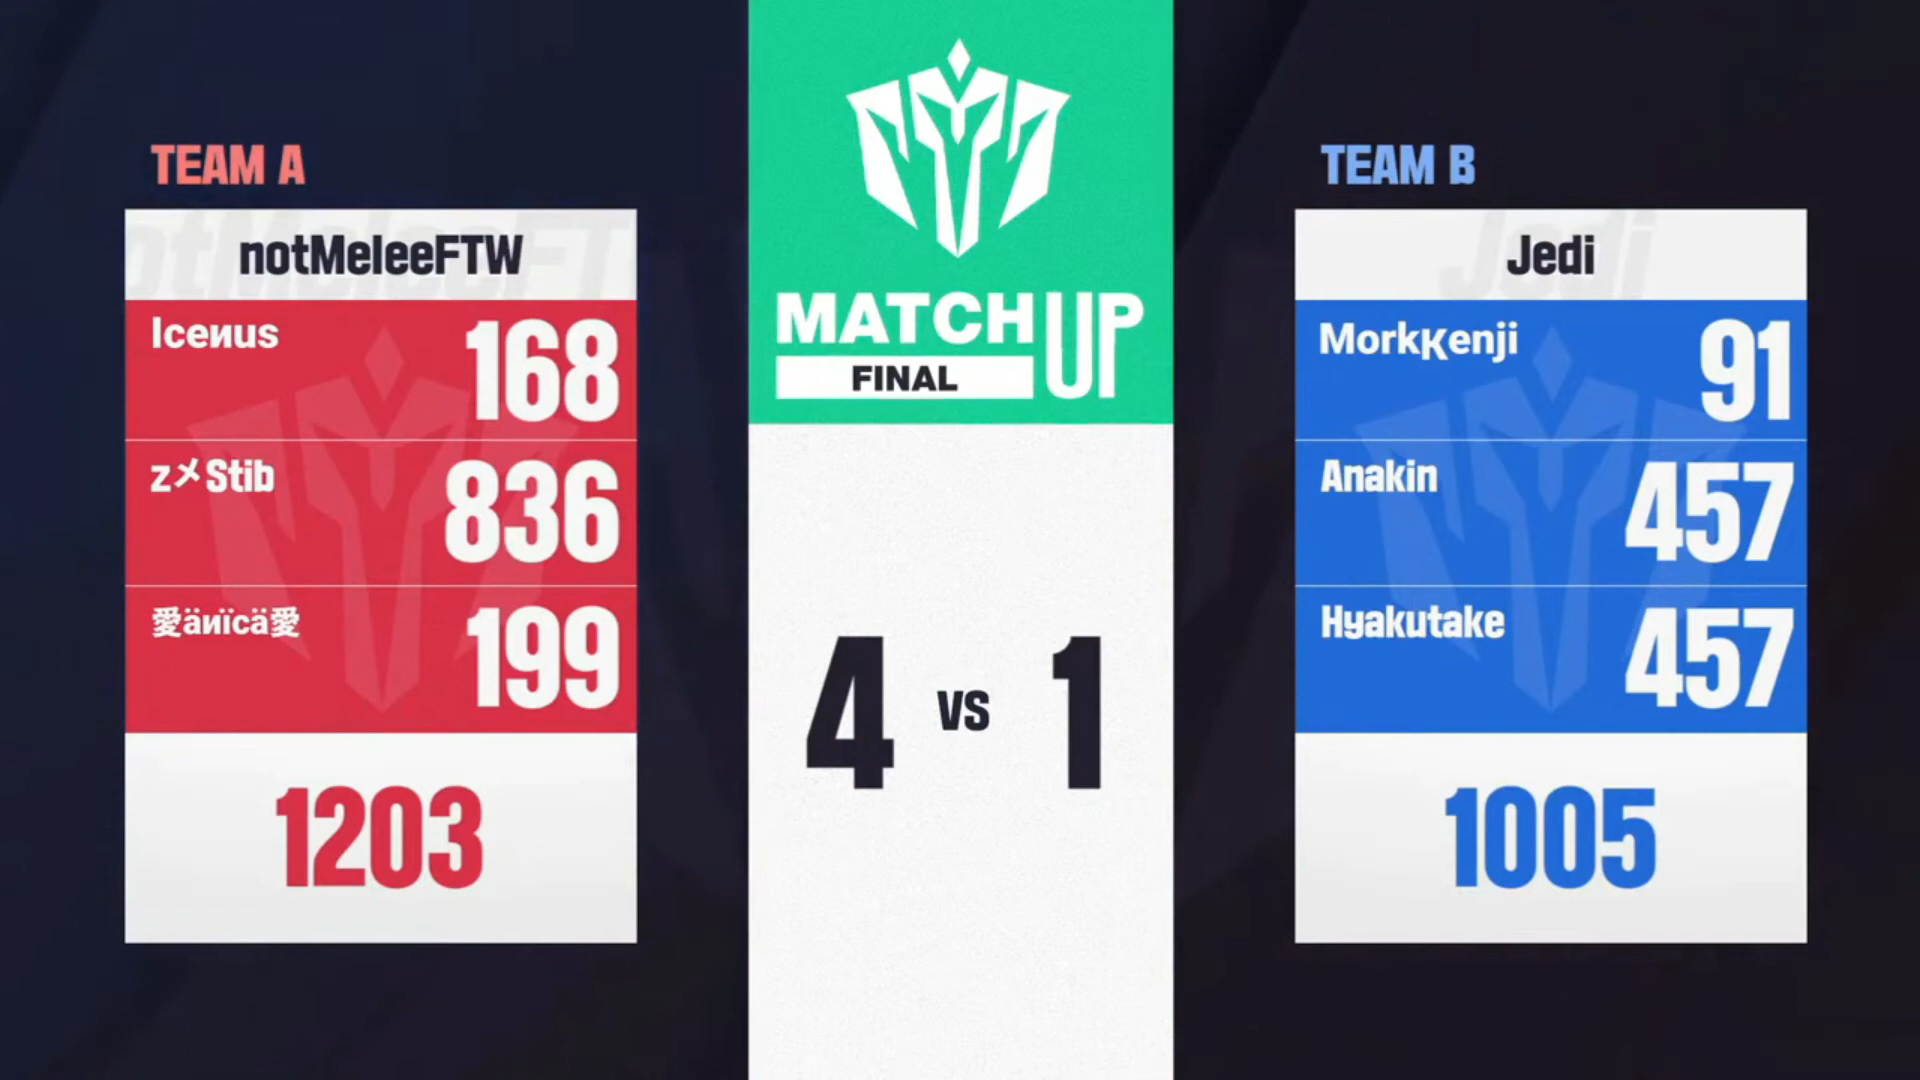 TEAM A
notMeleeFTW
Iceиus
168
zメStib
836
愛äиïcä愛
199
1203
MATCH UP
FINAL
4 VS 1
TEAM B
Jedi
MorkҜenji
91
Anakin
457
Hyakutake
457
1005